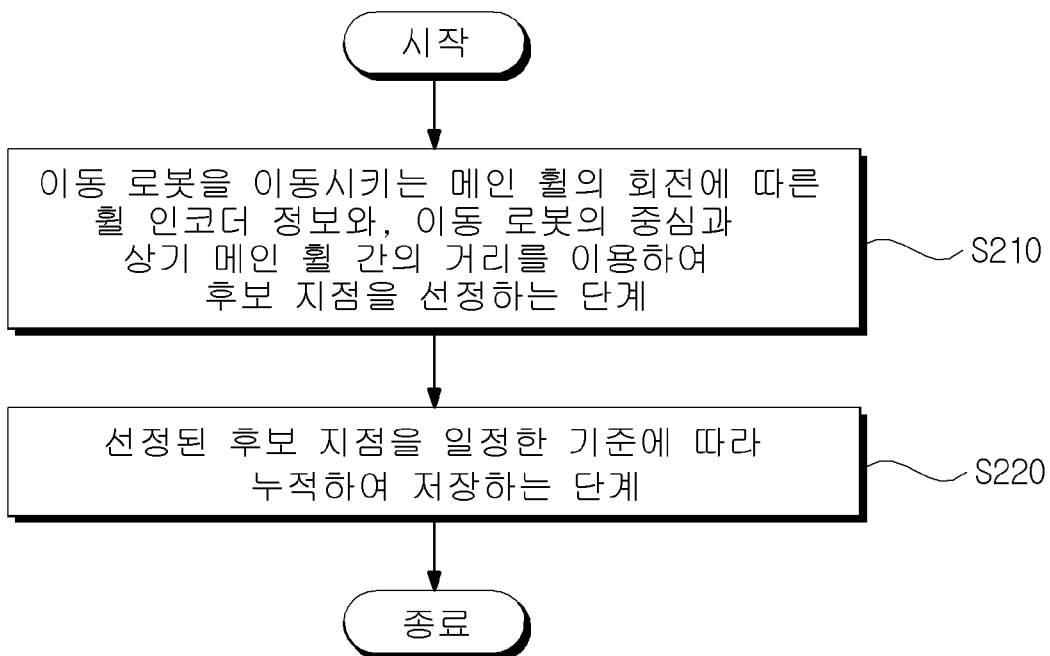 시작
이동 로봇을 이동시키는 메인 휠의 회전에 따른
휠 인코더 정보와, 이동 로봇의 중심과
상기 메인 휠 간의 거리를 이용하여
후보 지점을 선정하는 단계
S210
선정된 후보 지점을 일정한 기준에 따라
누적하여 저장하는 단계
S220
종료